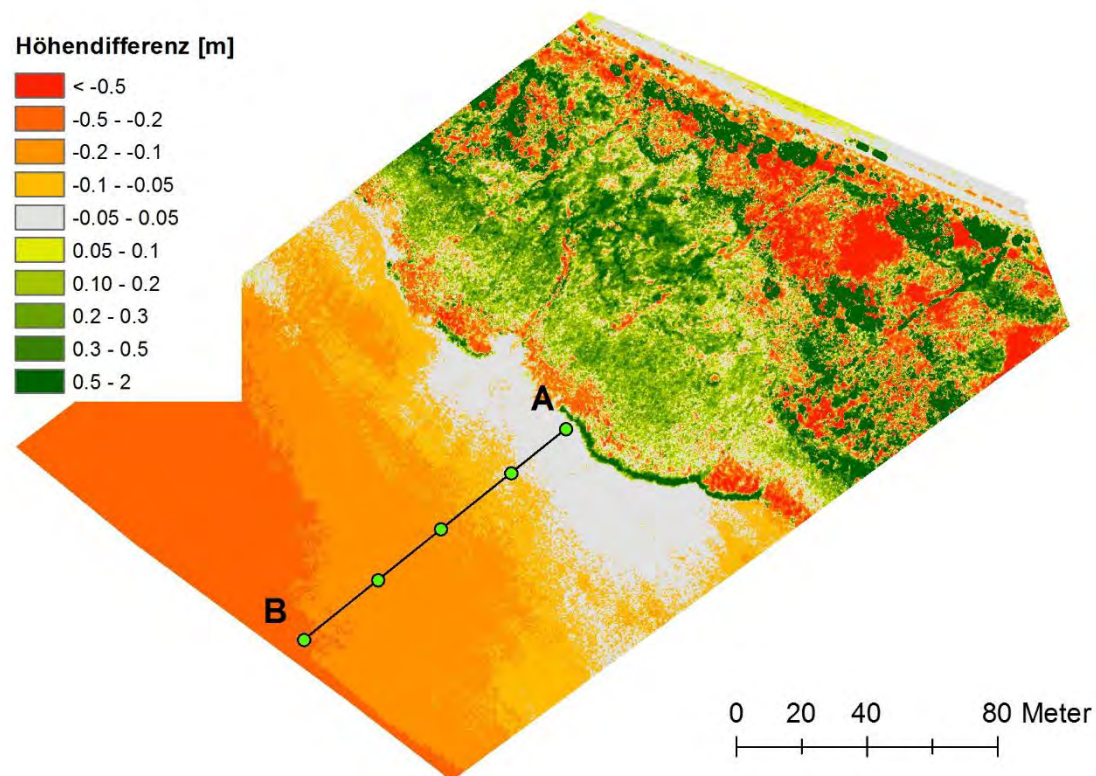 Höhendifferenz [m]
< -0.5
-0.5 - -0.2
-0.2 - -0.1
-0.1 - -0.05
-0.05 - 0.05
0.05 - 0.1
0.10 - 0.2
0.2 - 0.3
0.3 - 0.5
0.5 - 2
A
B
0 20 40 80 Meter